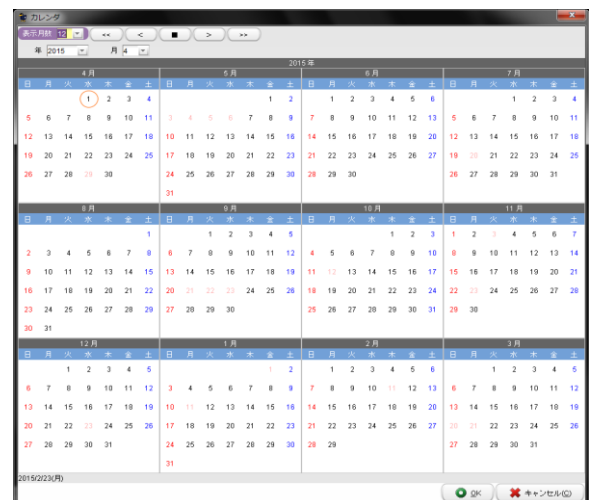 カレンダ
表示月数 12 << < ■ > >>
年 2015 月 4
2015 年
4 月 5 月 6 月 7 月
日 月 火 水 木 金 土 日 月 火 水 木 金 土 日 月 火 水 木 金 土 日 月 火 水 木 金 土
1 2 3 4 1 2 1 2 3 4 5 6 1 2 3 4
5 6 7 8 9 10 11 3 4 5 6 7 8 9 7 8 9 10 11 12 13 5 6 7 8 9 10 11
12 13 14 15 16 17 18 10 11 12 13 14 15 16 14 15 16 17 18 19 20 12 13 14 15 16 17 18
19 20 21 22 23 24 25 17 18 19 20 21 22 23 21 22 23 24 25 26 27 19 20 21 22 23 24 25
26 27 28 29 30 24 25 26 27 28 29 30 28 29 30 26 27 28 29 30 31
31
8 月 9 月 10 月 11 月
日 月 火 水 木 金 土 日 月 火 水 木 金 土 日 月 火 水 木 金 土 日 月 火 水 木 金 土
1 1 2 3 4 5 1 2 3 1 2 3 4 5 6 7
2 3 4 5 6 7 8 6 7 8 9 10 11 12 4 5 6 7 8 9 10 8 9 10 11 12 13 14
9 10 11 12 13 14 15 13 14 15 16 17 18 19 11 12 13 14 15 16 17 15 16 17 18 19 20 21
16 17 18 19 20 21 22 20 21 22 23 24 25 26 18 19 20 21 22 23 24 22 23 24 25 26 27 28
23 24 25 26 27 28 29 27 28 29 30 25 26 27 28 29 30 31 29 30
30 31
12 月 1 月 2 月 3 月
日 月 火 水 木 金 土 日 月 火 水 木 金 土 日 月 火 水 木 金 土 日 月 火 水 木 金 土
1 2 3 4 5 1 2 1 2 3 4 5 6 1 2 3 4 5
6 7 8 9 10 11 12 3 4 5 6 7 8 9 7 8 9 10 11 12 13 6 7 8 9 10 11 12
13 14 15 16 17 18 19 10 11 12 13 14 15 16 14 15 16 17 18 19 20 13 14 15 16 17 18 19
20 21 22 23 24 25 26 17 18 19 20 21 22 23 21 22 23 24 25 26 27 20 21 22 23 24 25 26
27 28 29 30 31 24 25 26 27 28 29 30 28 29 27 28 29 30 31
31
2015/2/23(月)
OK キャンセル(C)